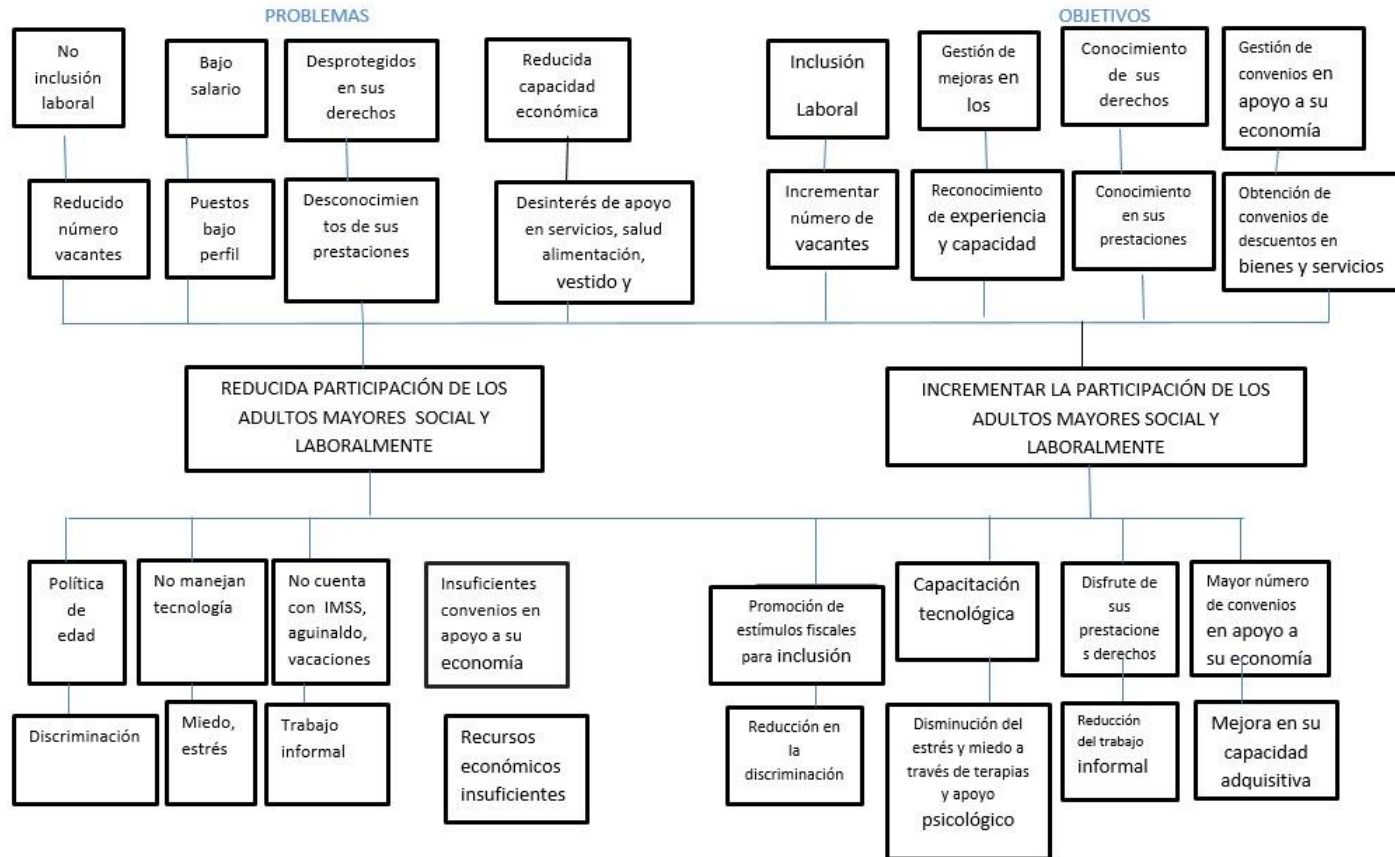 PROBLEMAS
OBJETIVOS
No
inclusión
laboral
Bajo
salario
Desprotegidos
en sus
derechos
Reducida
capacidad
económica
Inclusión
Laboral
Gestión de
mejoras en
los
Conocimiento
de sus
derechos
Gestión de
convenios en
apoyo a su
economía
Reducido
número
vacantes
Puestos
bajo
perfil
Desconocimien
tos de sus
prestaciones
Desinterés de apoyo
en servicios, salud
alimentación,
vestido y
Incrementar
número de
vacantes
Reconocimiento
de experiencia
y capacidad
Conocimiento
en sus
prestaciones
Obtención de
convenios de
descuentos en
bienes y servicios
REDUCIDA PARTICIPACIÓN DE LOS
ADULTOS MAYORES SOCIAL Y
LABORALMENTE
INCREMENTAR LA PARTICIPACIÓN DE LOS
ADULTOS MAYORES SOCIAL Y
LABORALMENTE
Política
de
edad
No manejan
tecnología
No cuenta
con IMSS,
aguinaldo,
vacaciones
Insuficientes
convenios en
apoyo a su
economía
Promoción de
estímulos fiscales
para inclusión
Capacitación
tecnológica
Disfrute de
sus
prestacione
s derechos
Mayor número
de convenios
en apoyo a
su economía
Discriminación
Miedo,
estrés
Trabajo
informal
Recursos
económicos
insuficientes
Reducción en
la
discriminación
Disminución del
estrés y miedo a
través de terapias
y apoyo
psicológico
Reducción
del trabajo
informal
Mejora en su
capacidad
adquisitiva